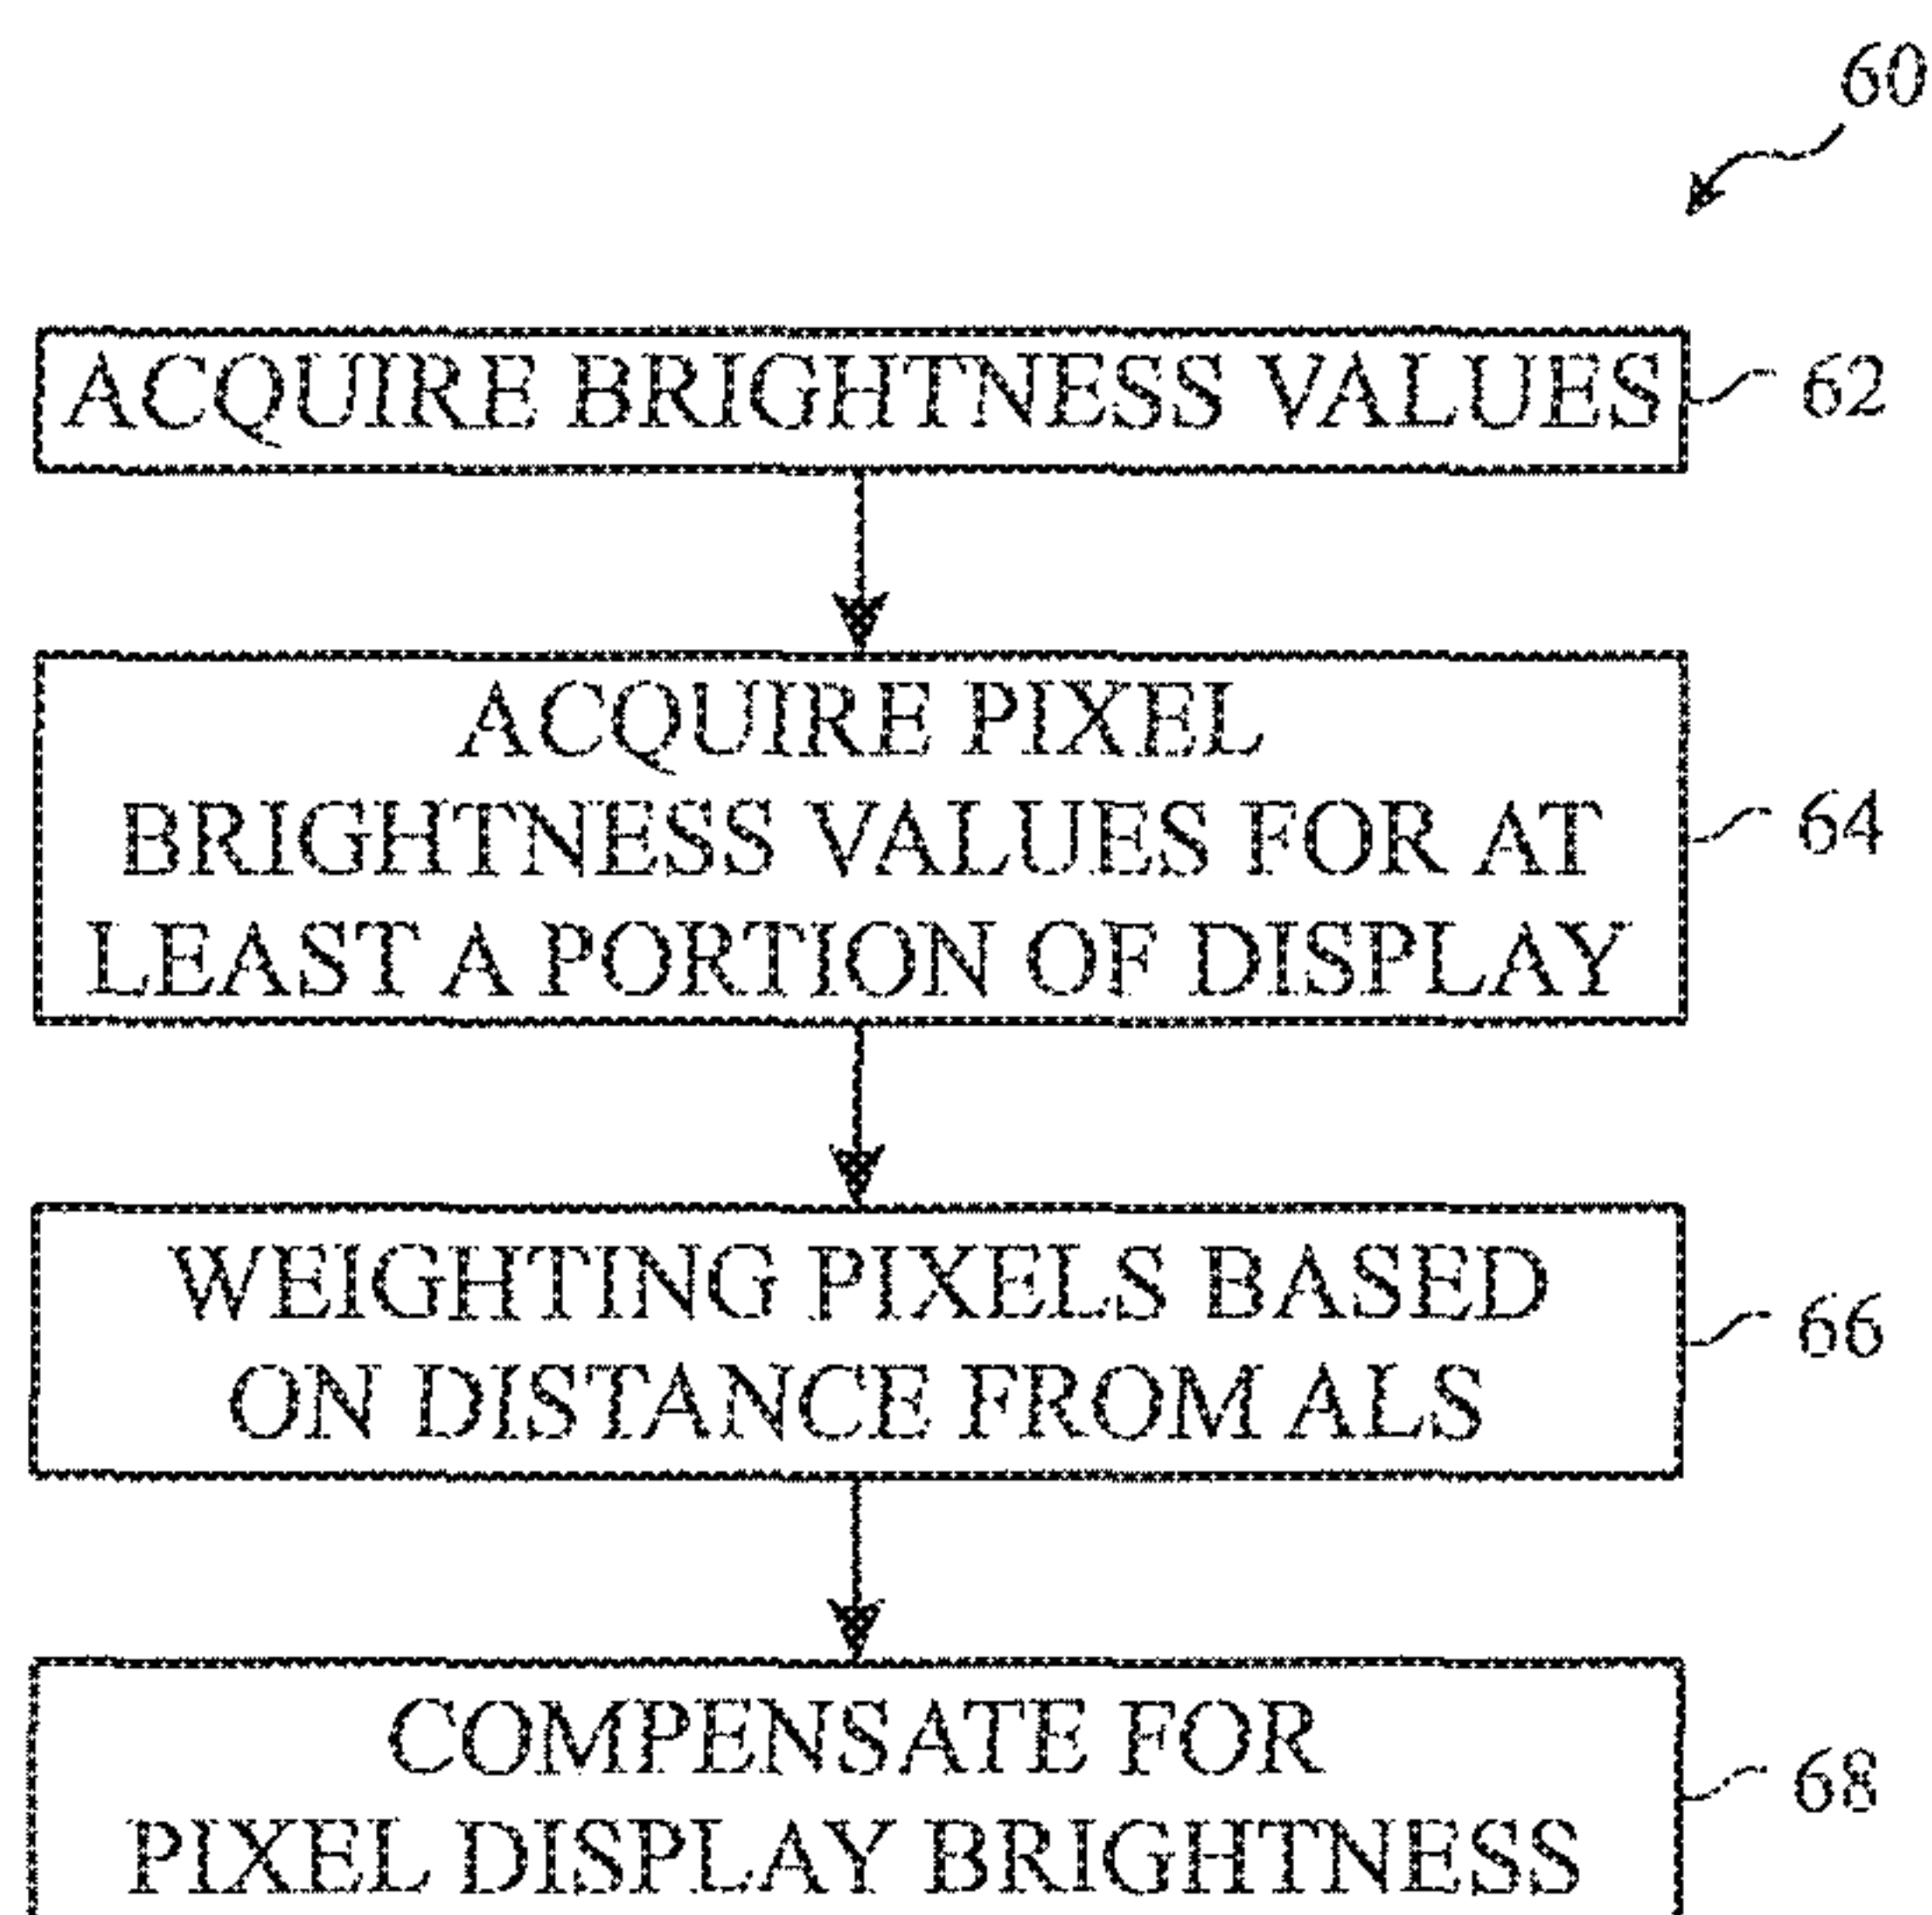 60
ACQUIRE BRIGHTNESS VALUES
62
ACQUIRE PIXEL
BRIGHTNESS VALUES FOR AT
LEAST A PORTION OF DISPLAY
64
WEIGHTING PIXELS BASED
ON DISTANCE FROM ALS
66
COMPENSATE FOR
PIXEL DISPLAY BRIGHTNESS
68